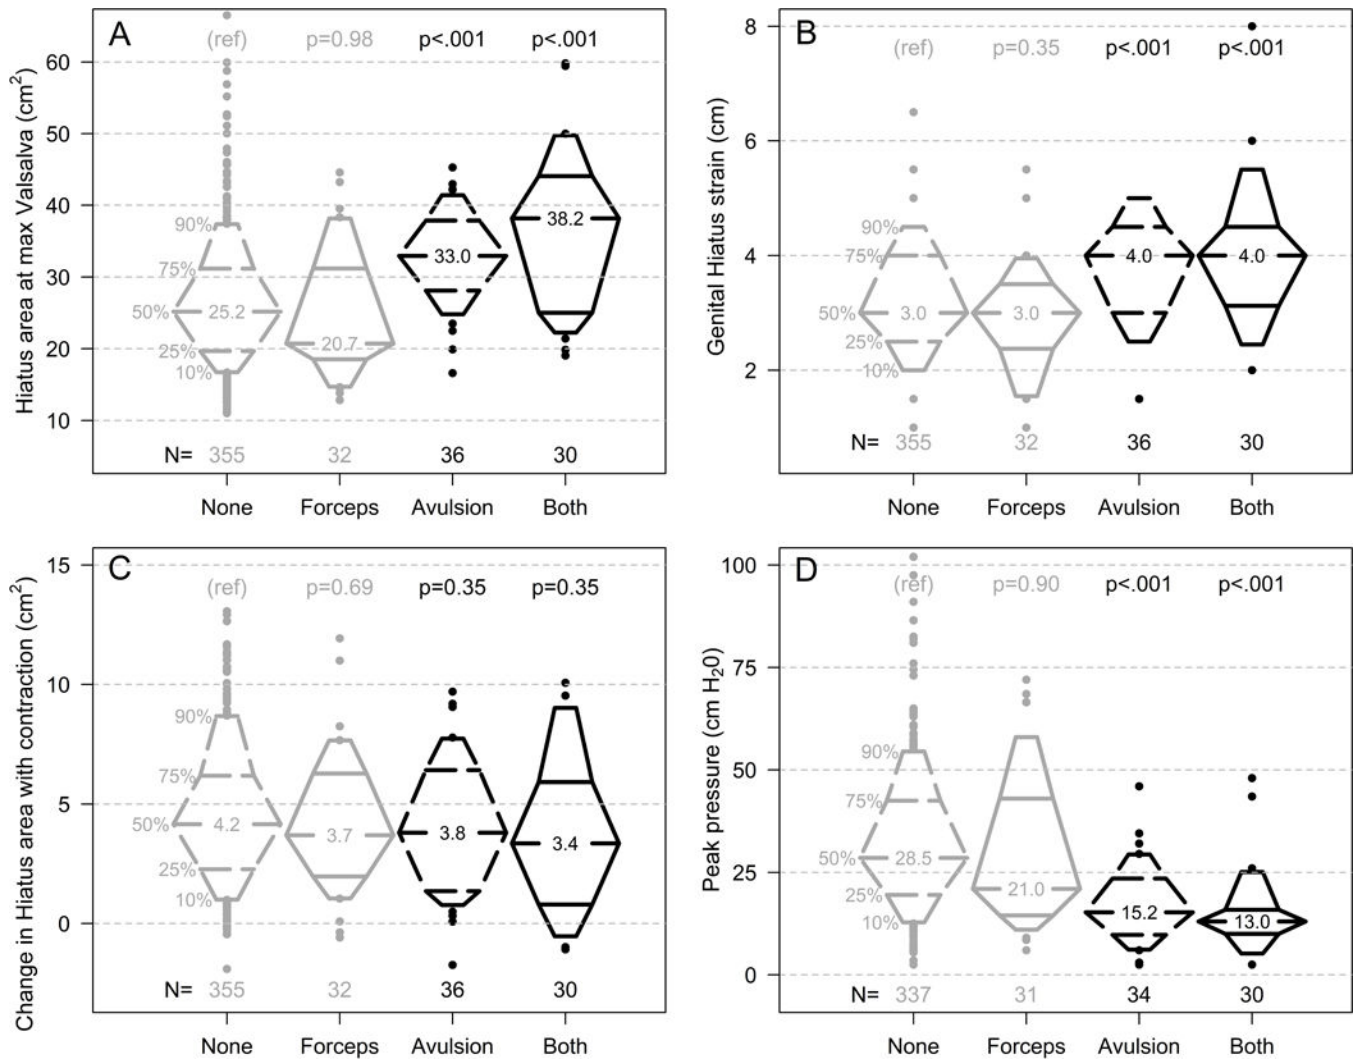 A
(ref) p=0.98 p<.001 p<.001
Hiatus area at max Valsalva (cm2)
60
50
40
30
20
10
90%
75%
50%
25%
10%
25.2 20.7 33.0 38.2
N= 355 32 36 30
None Forceps Avulsion Both
B
(ref) p=0.35 p<.001 p<.001
Genital Hiatus strain (cm)
8
6
4
2
90%
75%
50%
25%
10%
3.0 3.0 4.0 4.0
N= 355 32 36 30
None Forceps Avulsion Both
C
(ref) p=0.69 p=0.35 p=0.35
Change in Hiatus area with contraction (cm2)
15
10
5
0
90%
75%
50%
25%
10%
4.2 3.7 3.8 3.4
N= 355 32 36 30
None Forceps Avulsion Both
D
(ref) p=0.90 p<.001 p<.001
Peak pressure (cm H20)
100
75
50
25
0
90%
75%
50%
25%
10%
28.5 21.0 15.2 13.0
N= 337 31 34 30
None Forceps Avulsion Both